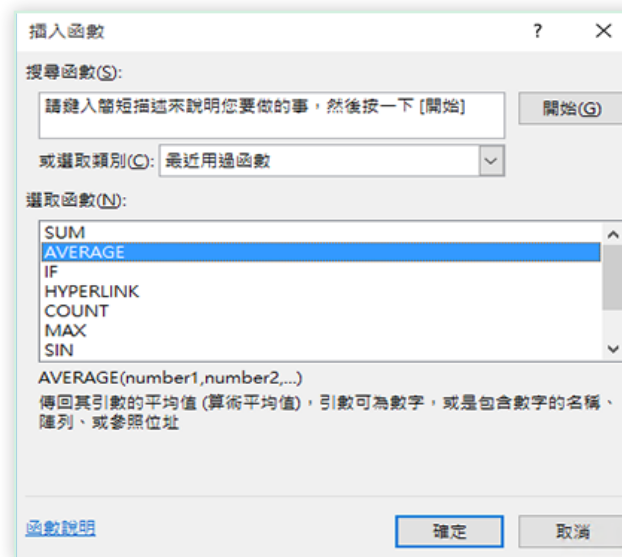 插入函數
?
搜尋函數(S):
請鍵入簡短描述來說明您要做的事，然後按一下 [開始]
開始(G)
或選取類別(C): 最近用過函數
選取函數(N):
SUM
AVERAGE
IF
HYPERLINK
COUNT
MAX
SIN
AVERAGE(number1,number2,...)
傳回其引數的平均值 (算術平均值)，引數可為數字，或是包含數字的名稱、
陣列、或參照位址
函數說明
確定
取消